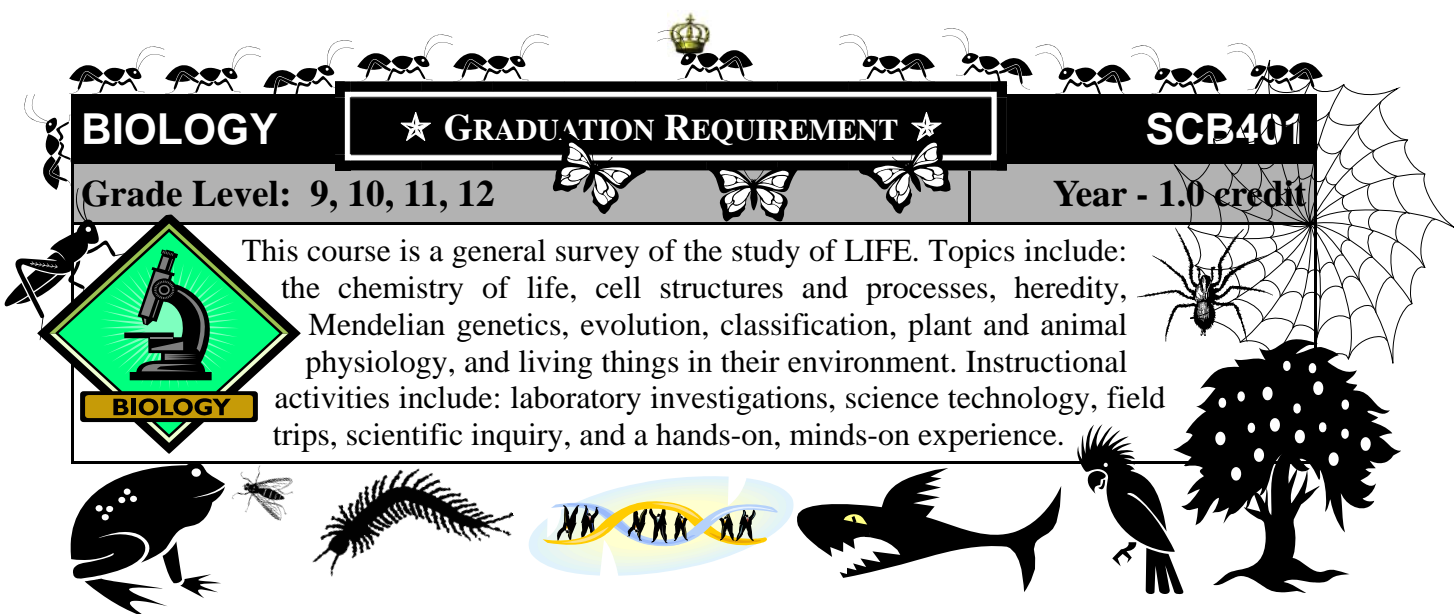 BIOLOGY
★ GRADUATION REQUIREMENT ★
SCB401
Grade Level: 9, 10, 11, 12
Year - 1.0 credit
This course is a general survey of the study of LIFE. Topics include:
the chemistry of life, cell structures and processes, heredity,
Mendelian genetics, evolution, classification, plant and animal
physiology, and living things in their environment. Instructional
activities include: laboratory investigations, science technology, field
trips, scientific inquiry, and a hands-on, minds-on experience.
BIOLOGY